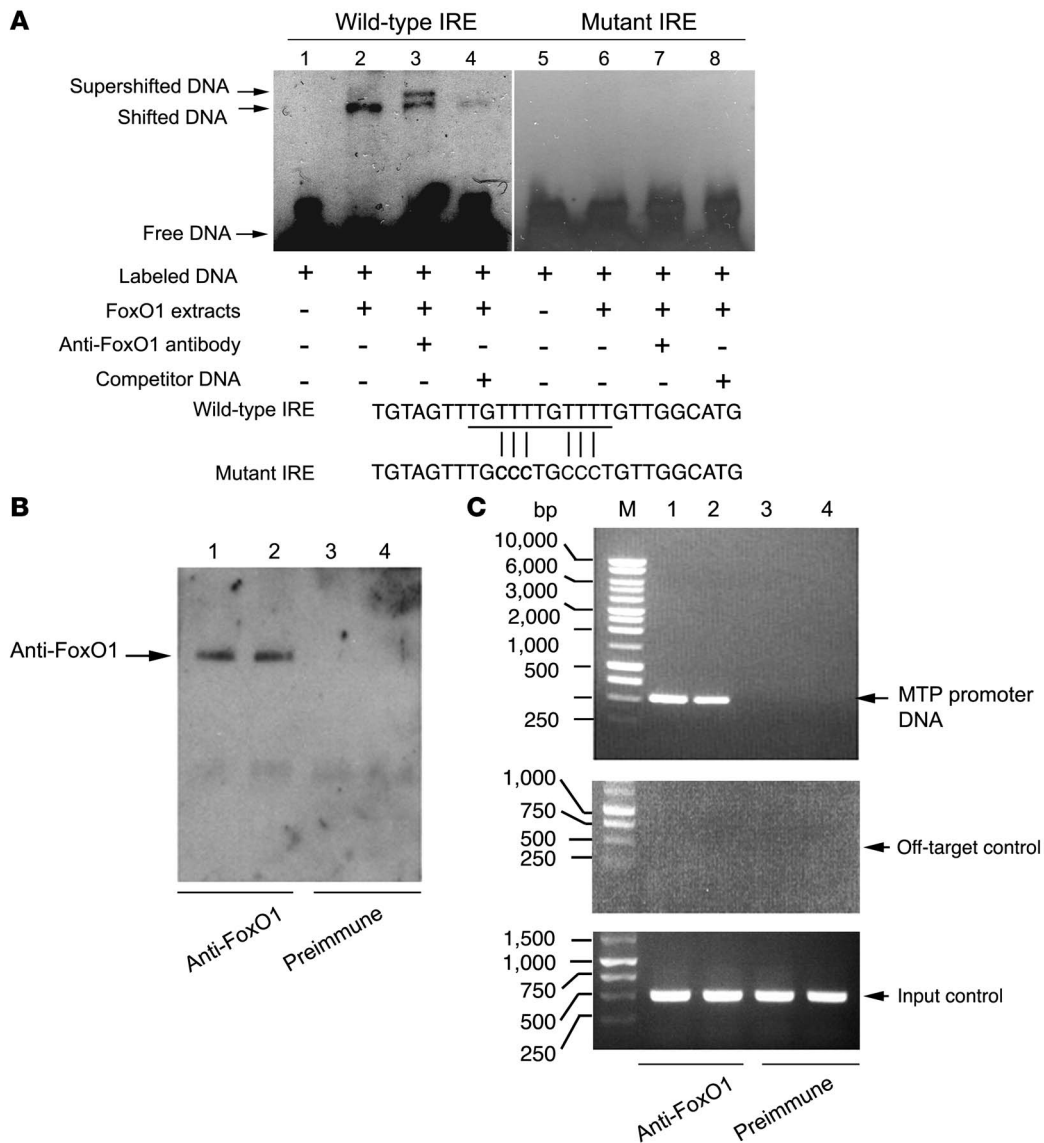 A
Wild-type IRE Mutant IRE
1 2 3 4 5 6 7 8
Supershifted DNA
Shifted DNA
Free DNA
Labeled DNA + + + + + + + +
FoxO1 extracts - + + + - + + +
Anti-FoxO1 antibody - - + - - - + -
Competitor DNA - - - + - - - +
Wild-type IRE TGTAGTTTGTTTTGTTTTGTTGGCATG
Mutant IRE TGTAGTTTGCCCTGCCCTGTTGGCATG
B
1 2 3 4
Anti-FoxO1
Anti-FoxO1 Preimmune
C
bp M 1 2 3 4
10,000
6,000
3,000
2,000
1,000
500
250
MTP promoter
DNA
1,000
750
500
250
Off-target control
1,500
1,000
750
500
250
Input control
Anti-FoxO1 Preimmune